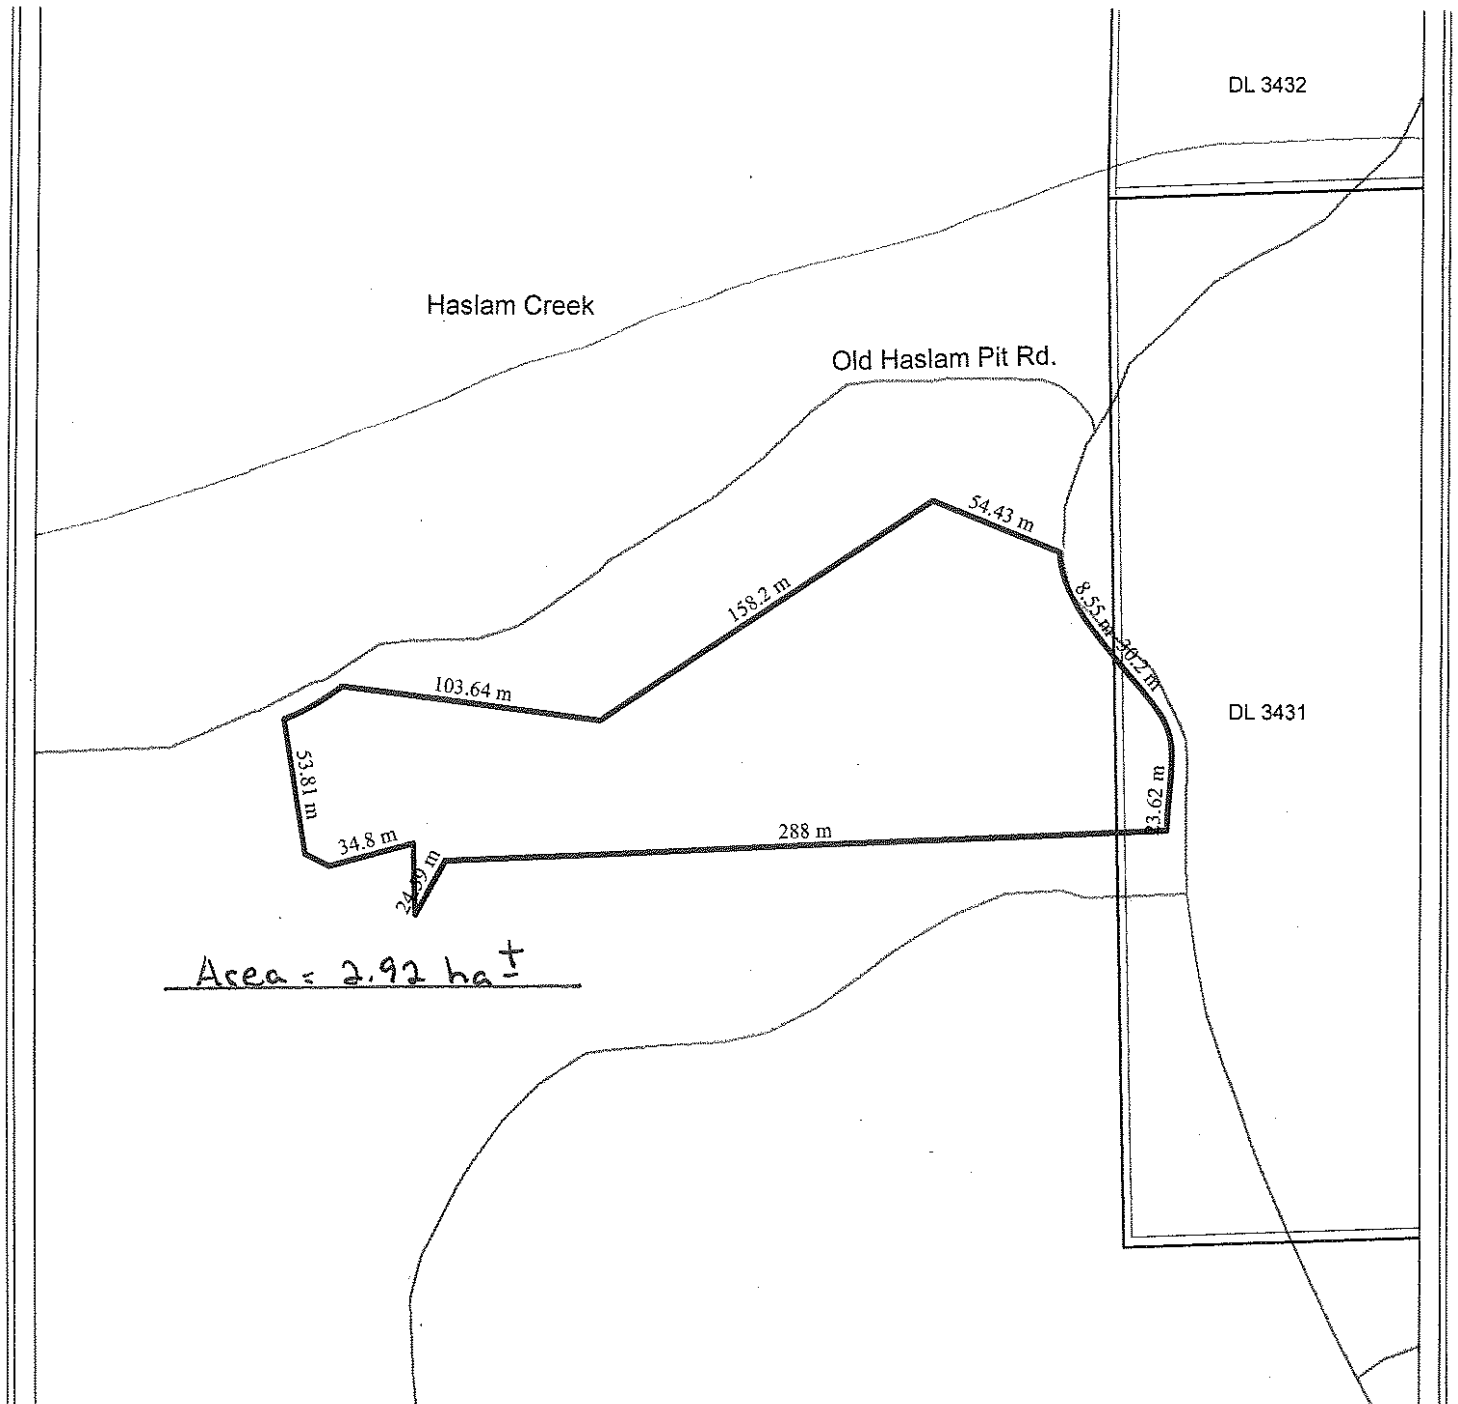 DL 3432
Haslam Creek
Old Haslam Pit Rd.
54.43 m
158.2 m
8.55 m
30.2 m
103.64 m
DL 3431
53.81 m
23.62 m
288 m
34.8 m
m
Area = 2.92 ha ±